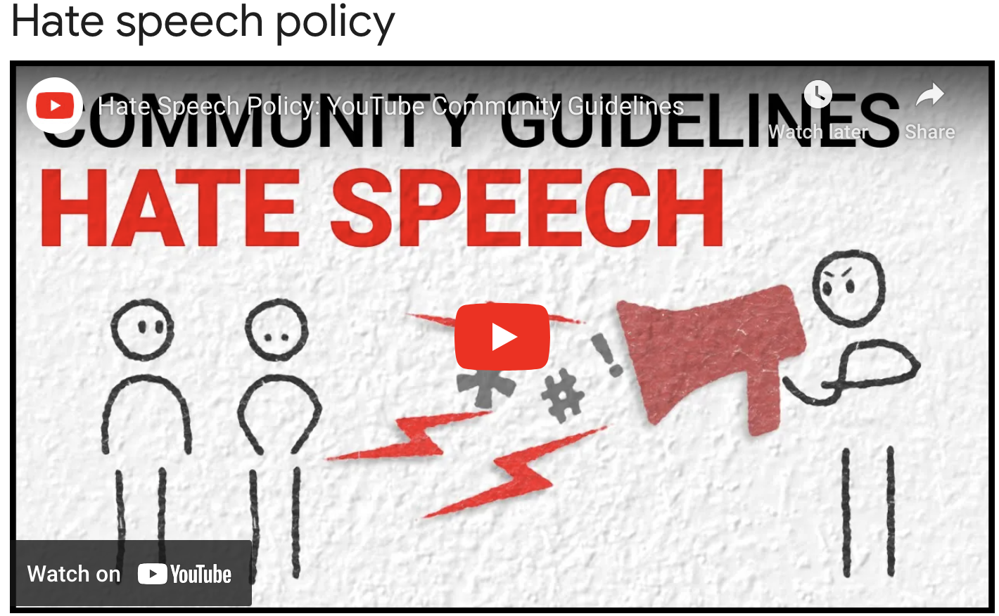 Hate speech policy
Hate Speech Policy: YouTube Community Guidelines
COMMUNITY GUIDELINES
Watch later
Share
HATE SPEECH
* # !
Watch on YouTube